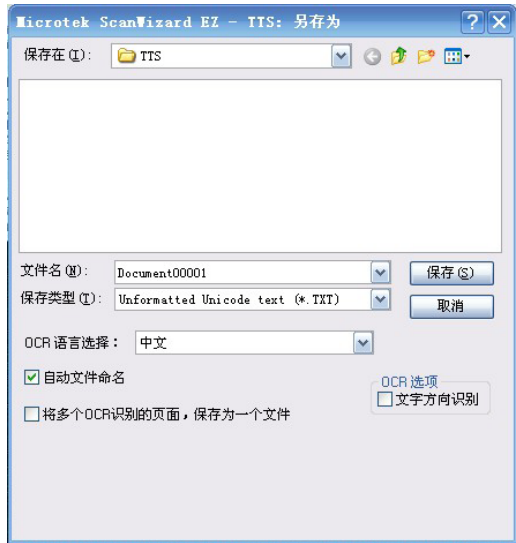 Microtek ScanWizard EZ - TTS: 另存为
保存在(I): TTS
文件名(N): Document00001 保存(S)
保存类型(T): Unformatted Unicode text (*.TXT) 取消
OCR 语言选择: 中文
自动文件命名
OCR 选项
文字方向识别
将多个OCR识别的页面,保存为一个文件